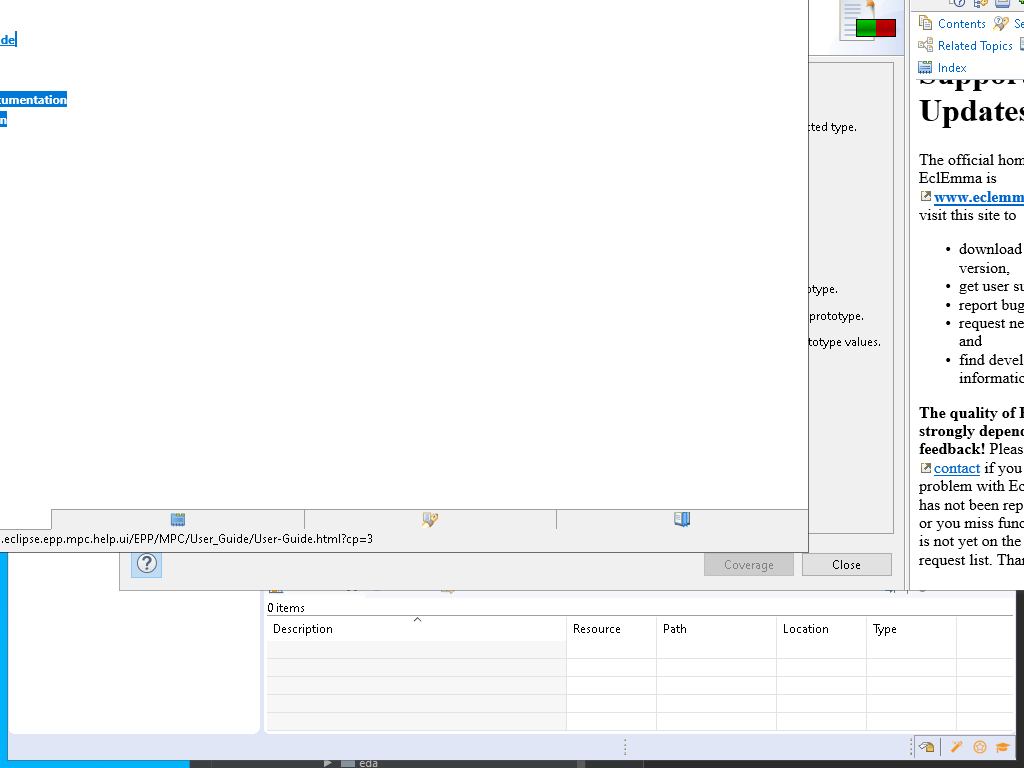 de
umentation
n
.eclipse.epp.mpc.help.ui/EPP/MPC/User_Guide/User-Guide.html?cp=3
cted type.
otype.
prototype.
totype values.
Coverage
Close
Contents
Se
Related Topics
Index
Support
Updates
The official hom
EclEmma is
www.eclemm
visit this site to
• download
version,
• get user su
• report bug
• request ne
and
• find devel
informatio
The quality of E
strongly depend
feedback! Pleas
contact if you
problem with Ec
has not been rep
or you miss func
is not yet on the
request list. Than
0 items
Description
Resource
Path
Location
Type
eda